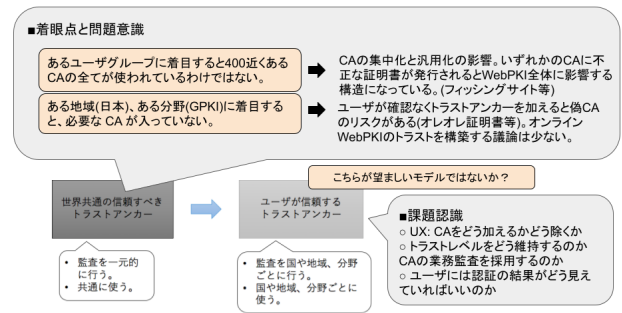 ■着眼点と問題意識
あるユーザグループに着目すると400近くある
CAの全てが使われているわけではない。
CAの集中化と汎用化の影響。いずれかのCAに不
正な証明書が発行されるとWebPKI全体に影響する
構造になっている。(フィッシングサイト等)
ある地域(日本)、ある分野(GPKI)に着目する
と、必要な CA が入っていない。
ユーザが確認なくトラストアンカーを加えると偽CA
のリスクがある(オレオレ証明書等)。オンライン
WebPKIのトラストを構築する議論は少ない。
こちらが望ましいモデルではないか？
世界共通の信頼すべき
トラストアンカー
ユーザが信頼する
トラストアンカー
• 監査を一元的
に行う。
• 共通に使う。
• 監査を国や地域、分野
ごとに行う。
• 国や地域、分野ごとに
使う。
■課題認識
○ UX: CAをどう加えるかどう除くか
○ トラストレベルをどう維持するのか
CAの業務監査を採用するのか
○ ユーザには認証の結果がどう見え
ていればいいのか